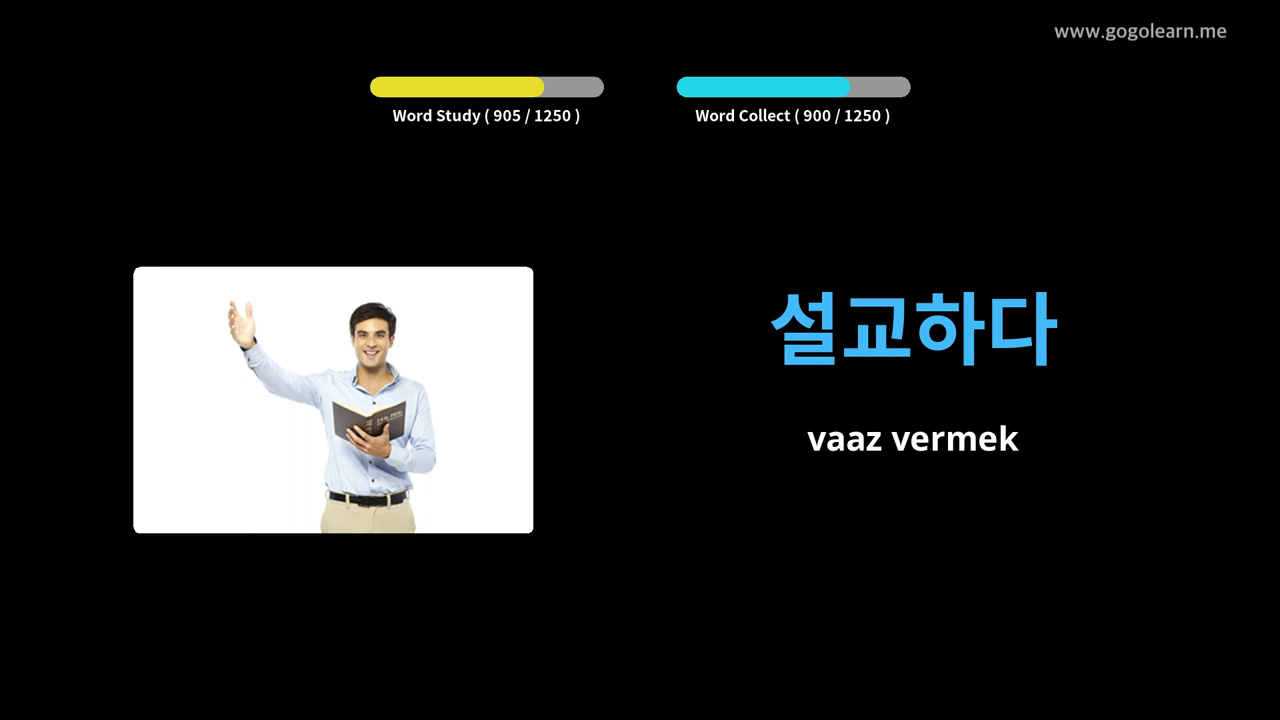 www.gogolearn.me
Word Study ( 905 / 1250 )
Word Collect ( 900 / 1250 )
설교하다
vaaz vermek